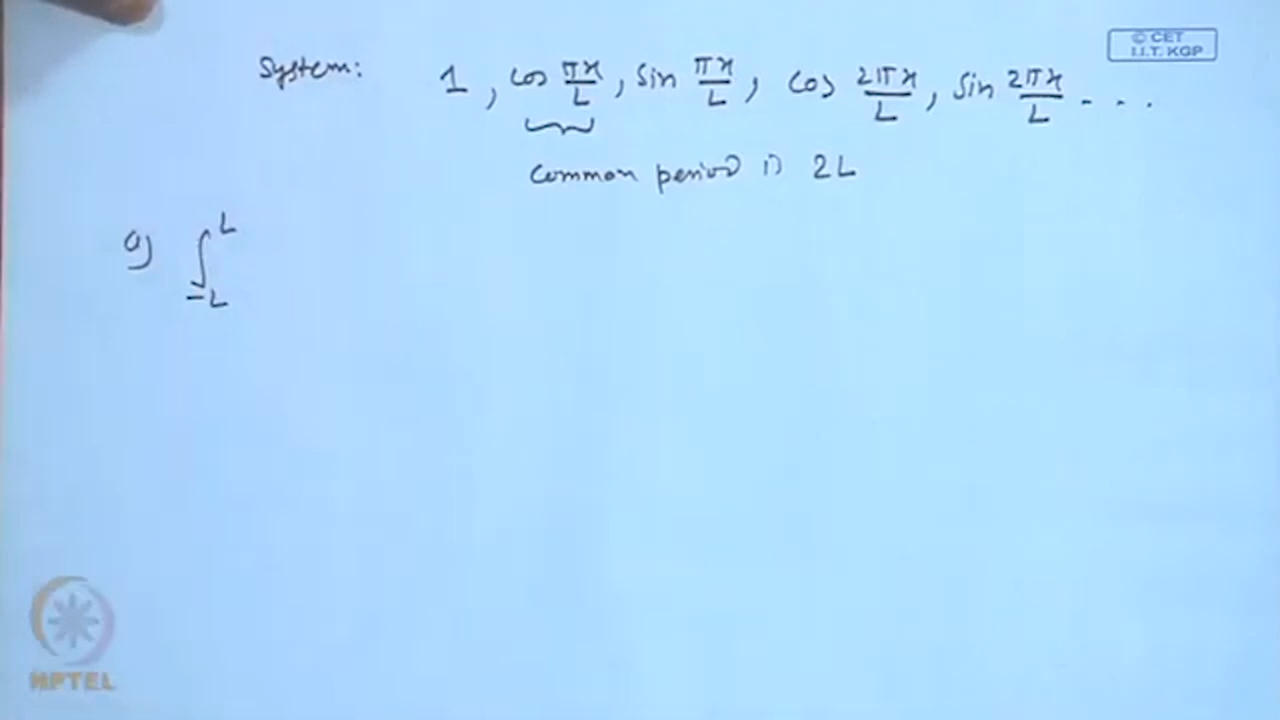 © CET
I.I.T. KGP
System: 1, cos πx/L, sin πx/L, cos 2πx/L, sin 2πx/L - . . .
Common period is 2L
a) ∫_{-L}^{L}
NPTEL